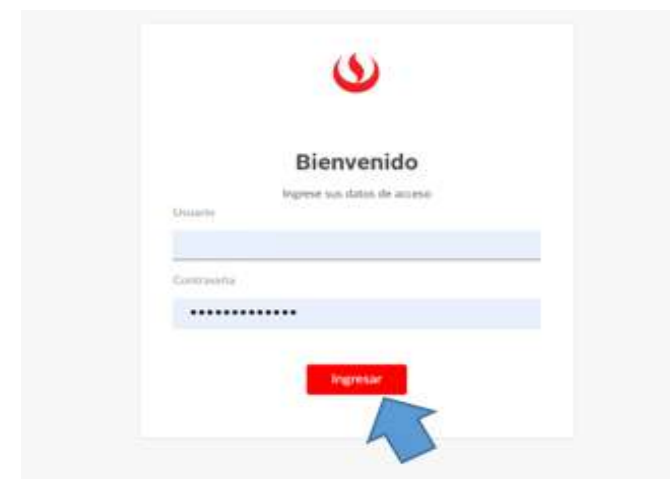 Bienvenido
Ingrese sus datos de acceso
Usuario
Contraseña
•••••••••••••
Ingresar